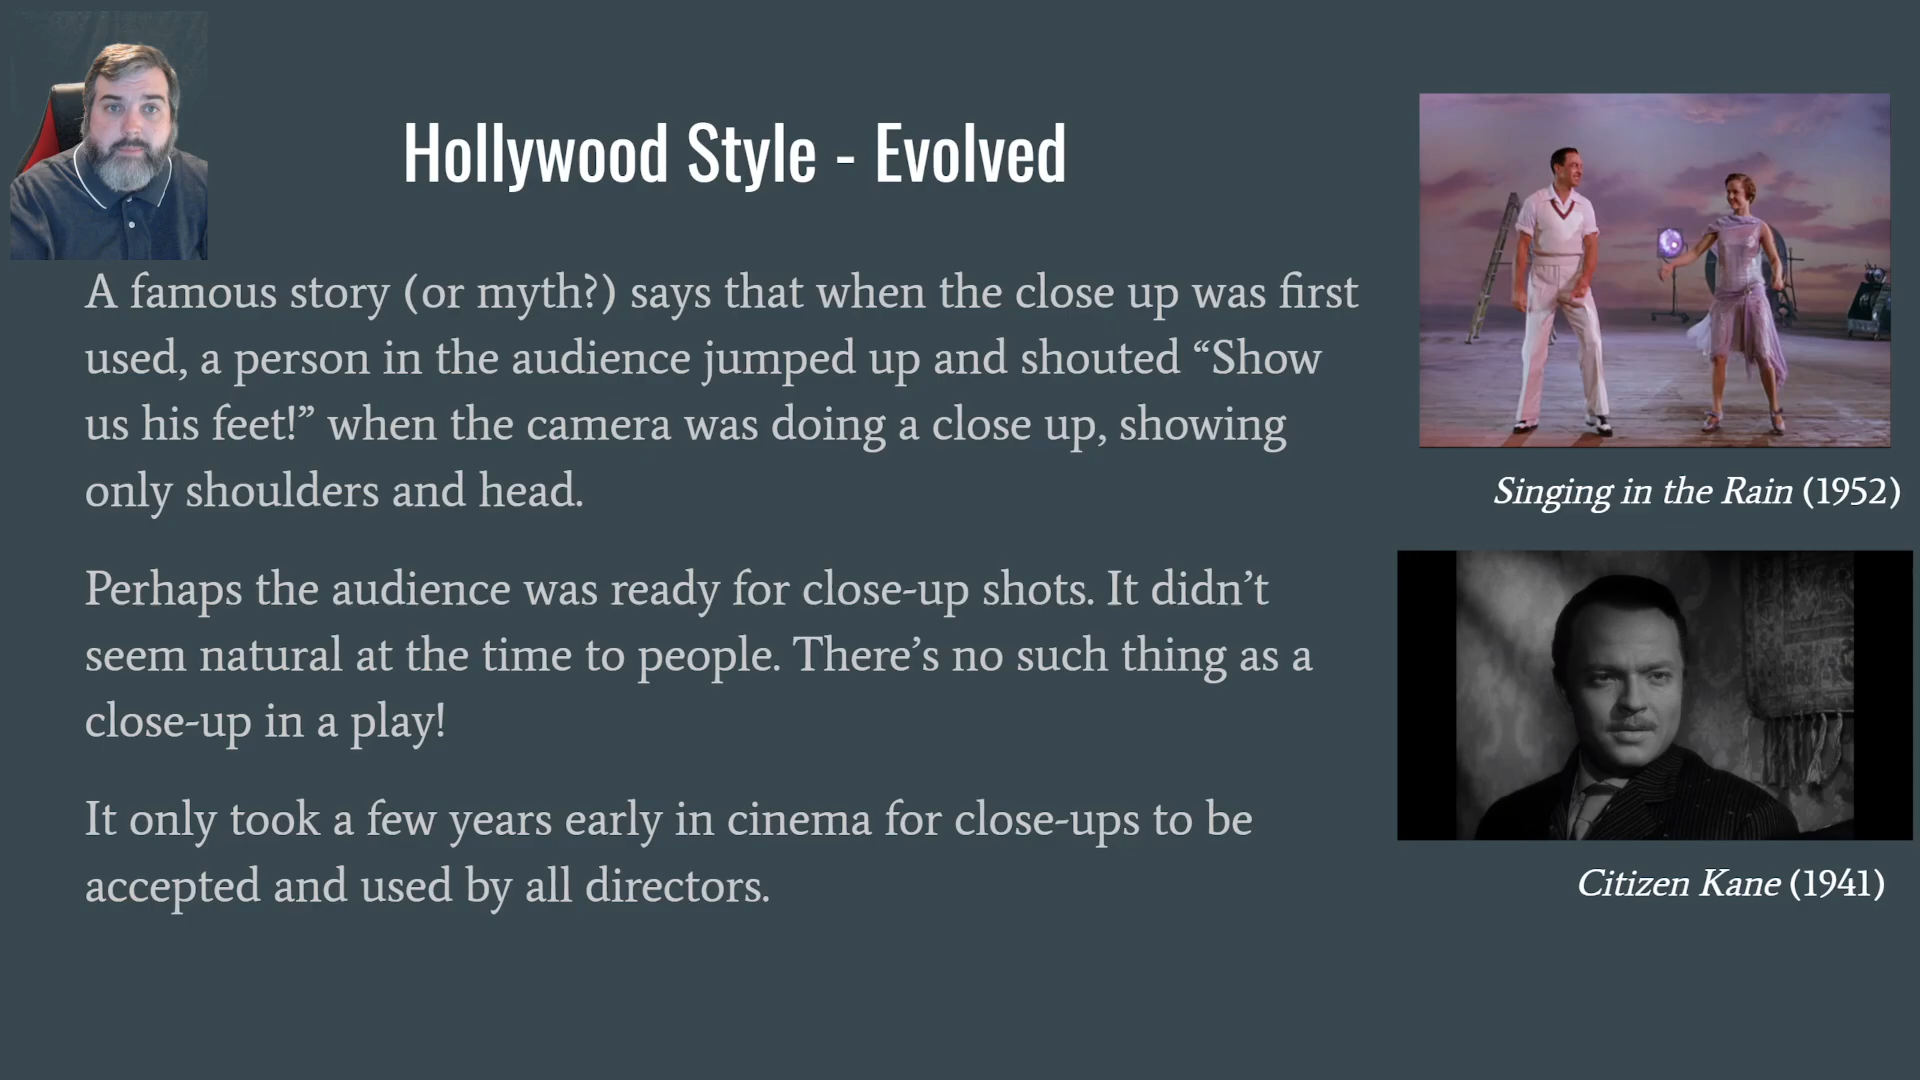 Hollywood Style - Evolved
A famous story (or myth?) says that when the close up was first
used, a person in the audience jumped up and shouted “Show
us his feet!” when the camera was doing a close up, showing
only shoulders and head.
Perhaps the audience was ready for close-up shots. It didn’t
seem natural at the time to people. There’s no such thing as a
close-up in a play!
It only took a few years early in cinema for close-ups to be
accepted and used by all directors.
Singing in the Rain (1952)
Citizen Kane (1941)